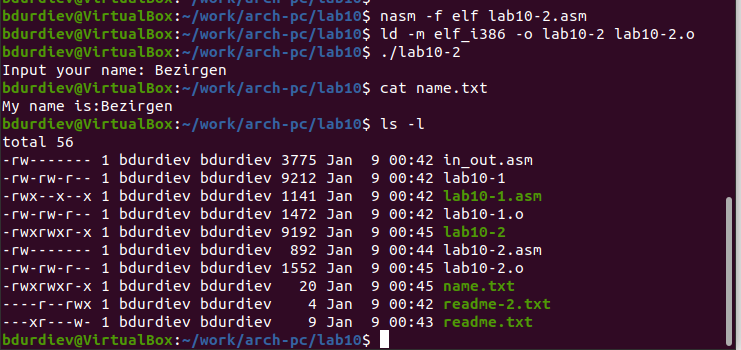 bdurdiev@VirtualBox:~/work/arch-pc/lab10$ nasm -f elf lab10-2.asm
bdurdiev@VirtualBox:~/work/arch-pc/lab10$ ld -m elf_i386 -o lab10-2 lab10-2.o
bdurdiev@VirtualBox:~/work/arch-pc/lab10$ ./lab10-2
Input your name: Bezirgen
bdurdiev@VirtualBox:~/work/arch-pc/lab10$ cat name.txt
My name is:Bezirgen
bdurdiev@VirtualBox:~/work/arch-pc/lab10$ ls -l
total 56
-rw------- 1 bdurdiev bdurdiev 3775 Jan  9 00:42 in_out.asm
-rw-rw-r-- 1 bdurdiev bdurdiev 9212 Jan  9 00:42 lab10-1
-rwx--x--x 1 bdurdiev bdurdiev 1141 Jan  9 00:42 lab10-1.asm
-rw-rw-r-- 1 bdurdiev bdurdiev 1472 Jan  9 00:42 lab10-1.o
-rwxrwxr-x 1 bdurdiev bdurdiev 9192 Jan  9 00:45 lab10-2
-rw------- 1 bdurdiev bdurdiev  892 Jan  9 00:44 lab10-2.asm
-rw-rw-r-- 1 bdurdiev bdurdiev 1552 Jan  9 00:45 lab10-2.o
-rwxrwxr-x 1 bdurdiev bdurdiev   20 Jan  9 00:45 name.txt
----r--rwx 1 bdurdiev bdurdiev    4 Jan  9 00:42 readme-2.txt
---xr---w- 1 bdurdiev bdurdiev    9 Jan  9 00:43 readme.txt
bdurdiev@VirtualBox:~/work/arch-pc/lab10$